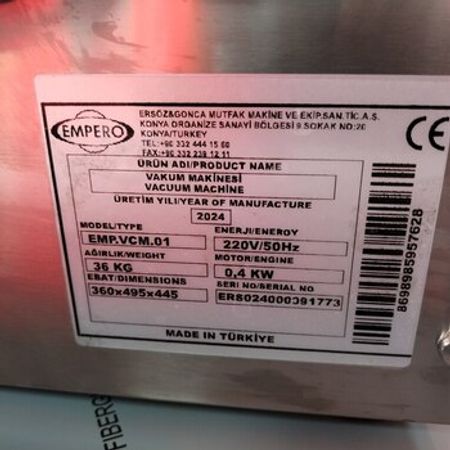 EMPERO
ERSÖZ&GONCA MUTFAK MAKİNE VE EKİP.SAN.TİC.A.Ş.
KONYA ORGANİZE SANAYİ BÖLGESİ 9 SOKAK NO:26
KONYA/TURKEY
TEL:+90 332 444 15 60
FAX:+90 332 239 12 11
CE
ÜRÜN ADI/PRODUCT NAME
VAKUM MAKİNESİ
VACUUM MACHINE
ÜRETİM YILI/YEAR OF MANUFACTURE
2024
MODEL/TYPE
EMP.VCM.01
ENERJİ/ENERGY
220V/50Hz
AĞIRLIK/WEIGHT
36 KG
MOTOR/ENGINE
0,4 KW
EBAT/DIMENSIONS
360x495x445
SERI NO/SERIAL NO
ERS024000391773
MADE IN TÜRKİYE
8698985957628
FIBERG